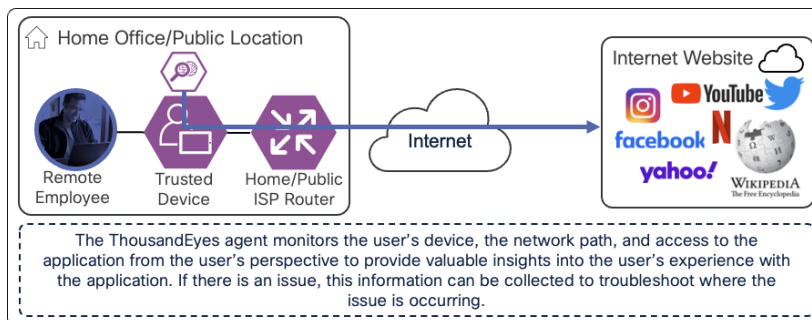 Home Office/Public Location
Remote
Employee
Trusted
Device
Home/Public
ISP Router
Internet
Internet Website
YouTube
facebook
N
yahoo!
WIKIPEDIA
The Free Encyclopedia
The ThousandEyes agent monitors the user's device, the network path, and access to the
application from the user's perspective to provide valuable insights into the user's experience with
the application. If there is an issue, this information can be collected to troubleshoot where the
issue is occurring.